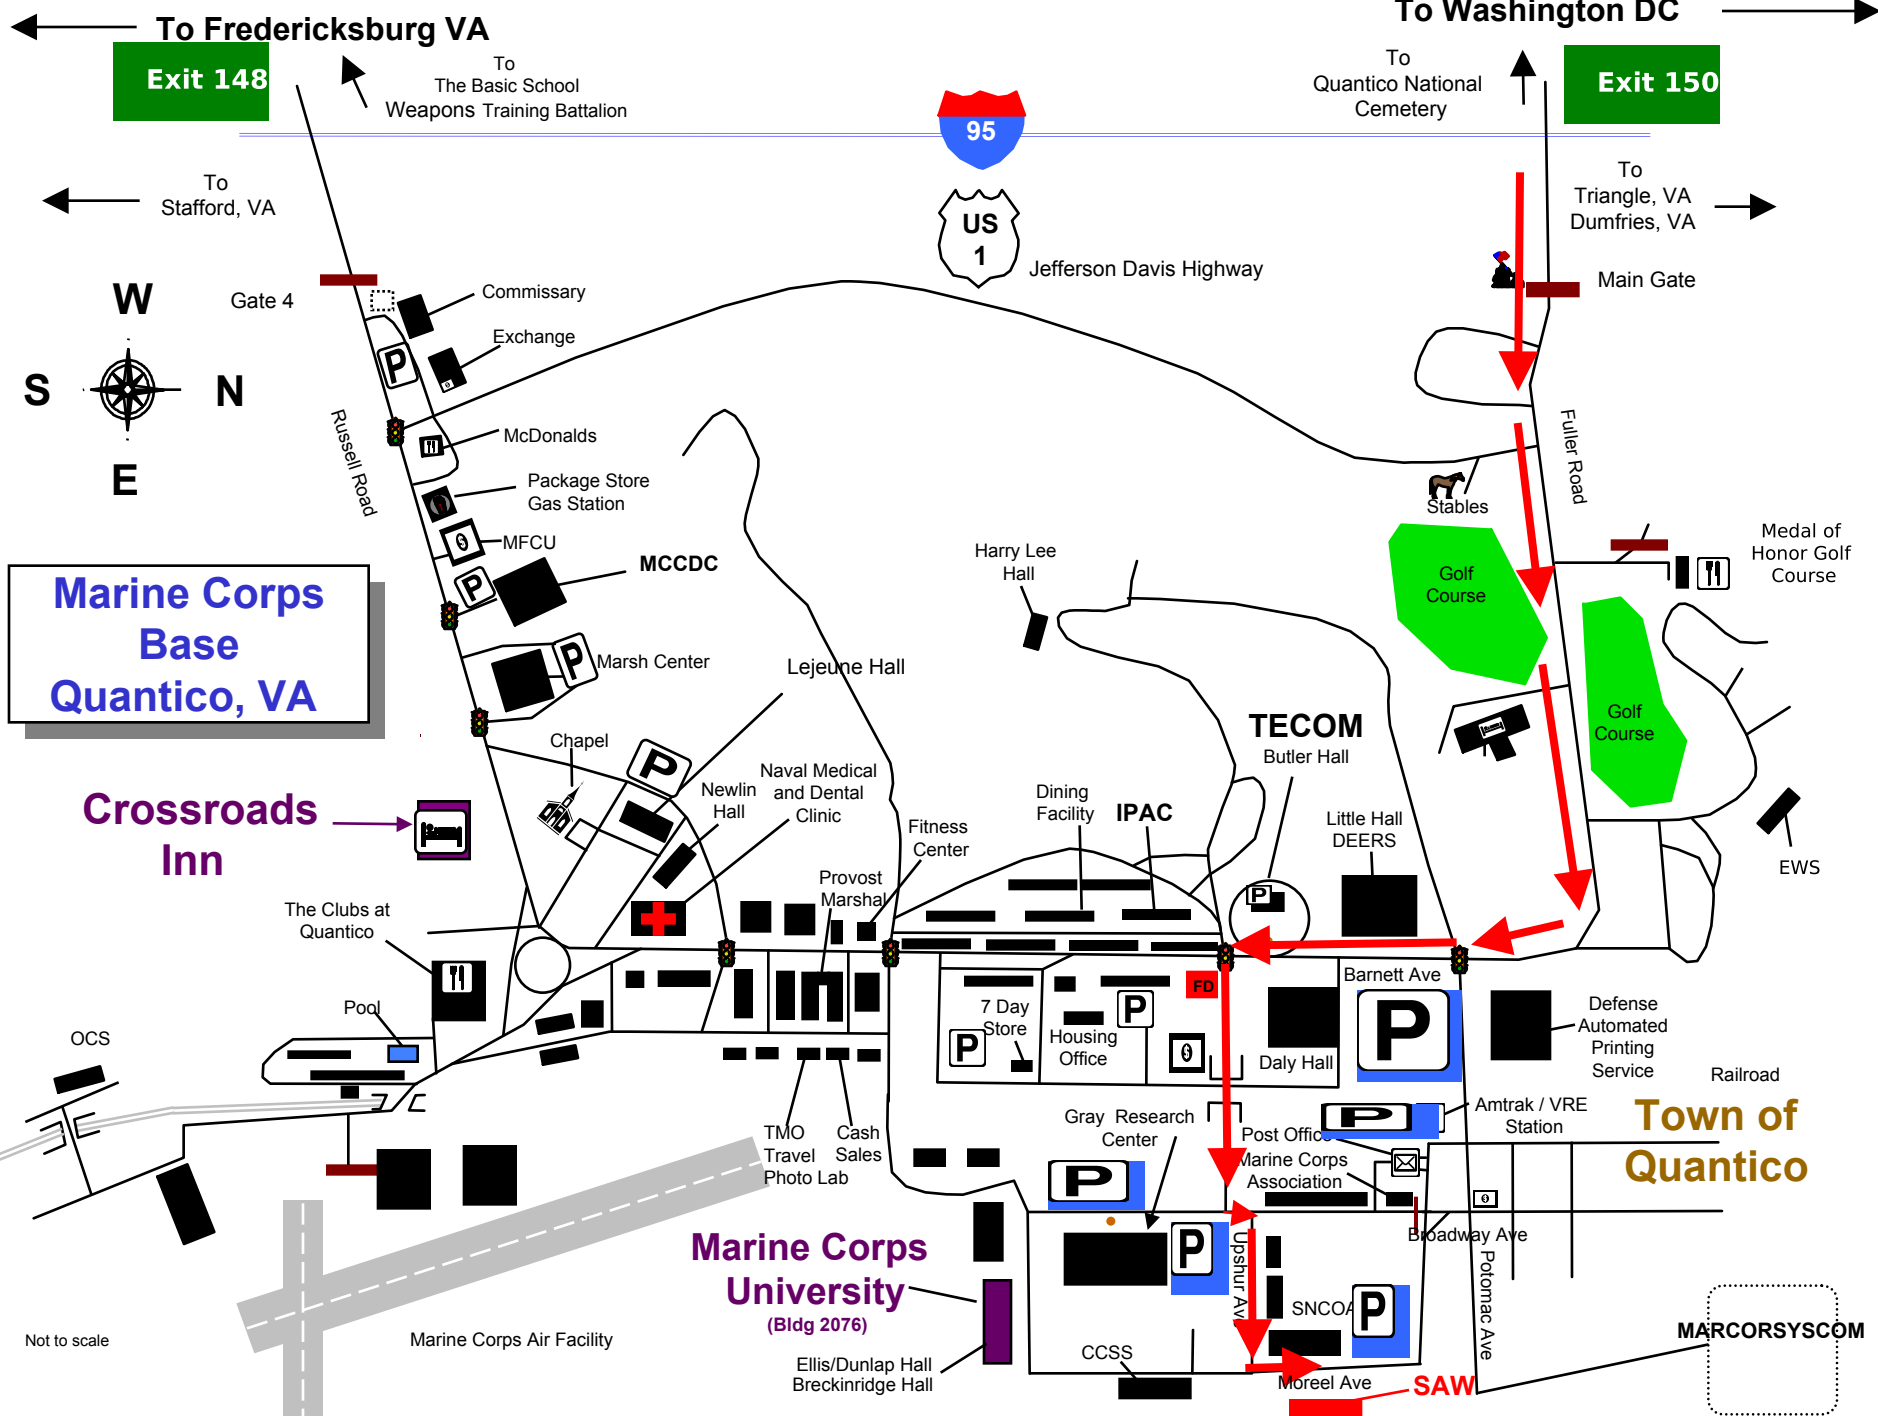 To Fredericksburg VA
To Washington DC
Exit 148
To
The Basic School
Weapons Training Battalion
95
To
Quantico National
Cemetery
Exit 150
To
Stafford, VA
US
1
Jefferson Davis Highway
To
Triangle, VA
Dumfries, VA
Gate 4
Commissary
Exchange
Main Gate
W
S
N
E
P
Russell Road
McDonalds
Package Store
Gas Station
MFCU
P
MCCDC
Fuller Road
Stables
Medal of
Honor Golf
Course
Golf
Course
Harry Lee
Hall
Marine Corps
Base
Quantico, VA
P
Marsh Center
Lejeune Hall
Golf
Course
TECOM
Butler Hall
Chapel
P
Newlin
Hall
Naval Medical
and Dental
Clinic
Crossroads
Inn
Fitness
Center
Dining
Facility
IPAC
Little Hall
DEERS
EWS
Provost
Marshal
P
The Clubs at
Quantico
Pool
OCS
FD
Barnett Ave
P
7 Day
Store
P
Housing
Office
P
Daly Hall
Defense
Automated
Printing
Service
Railroad
Town of
Quantico
TMO
Travel
Photo Lab
Cash
Sales
Gray Research
Center
P
Amtrak / VRE
Station
Post Office
Marine Corps
Association
P
P
Broadway Ave
Upshur Ave
Potomac Ave
Marine Corps
University
(Bldg 2076)
Ellis/Dunlap Hall
Breckinridge Hall
CCSS
SNCOA
P
Moreel Ave
SAW
MARCORSYSCOM
Not to scale
Marine Corps Air Facility